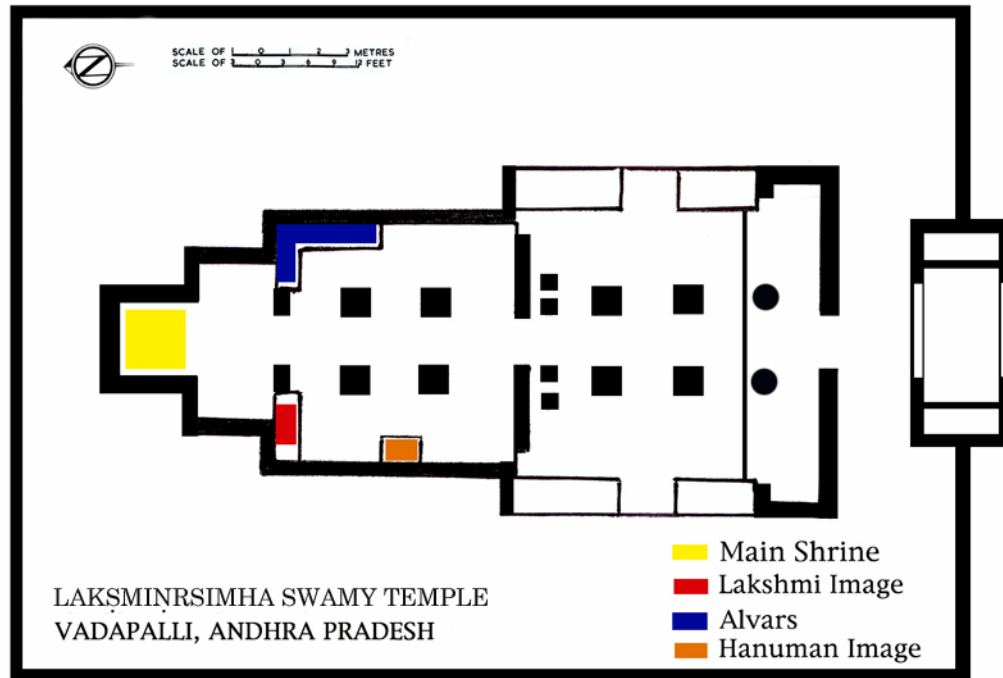 SCALE OF 1 0 1 2 3 METRES
SCALE OF 3 0 3 6 9 12 FEET
Main Shrine
Lakshmi Image
Alvars
Hanuman Image
LAKṢMIṆṚSIMHA SWAMY TEMPLE
VADAPALLI, ANDHRA PRADESH